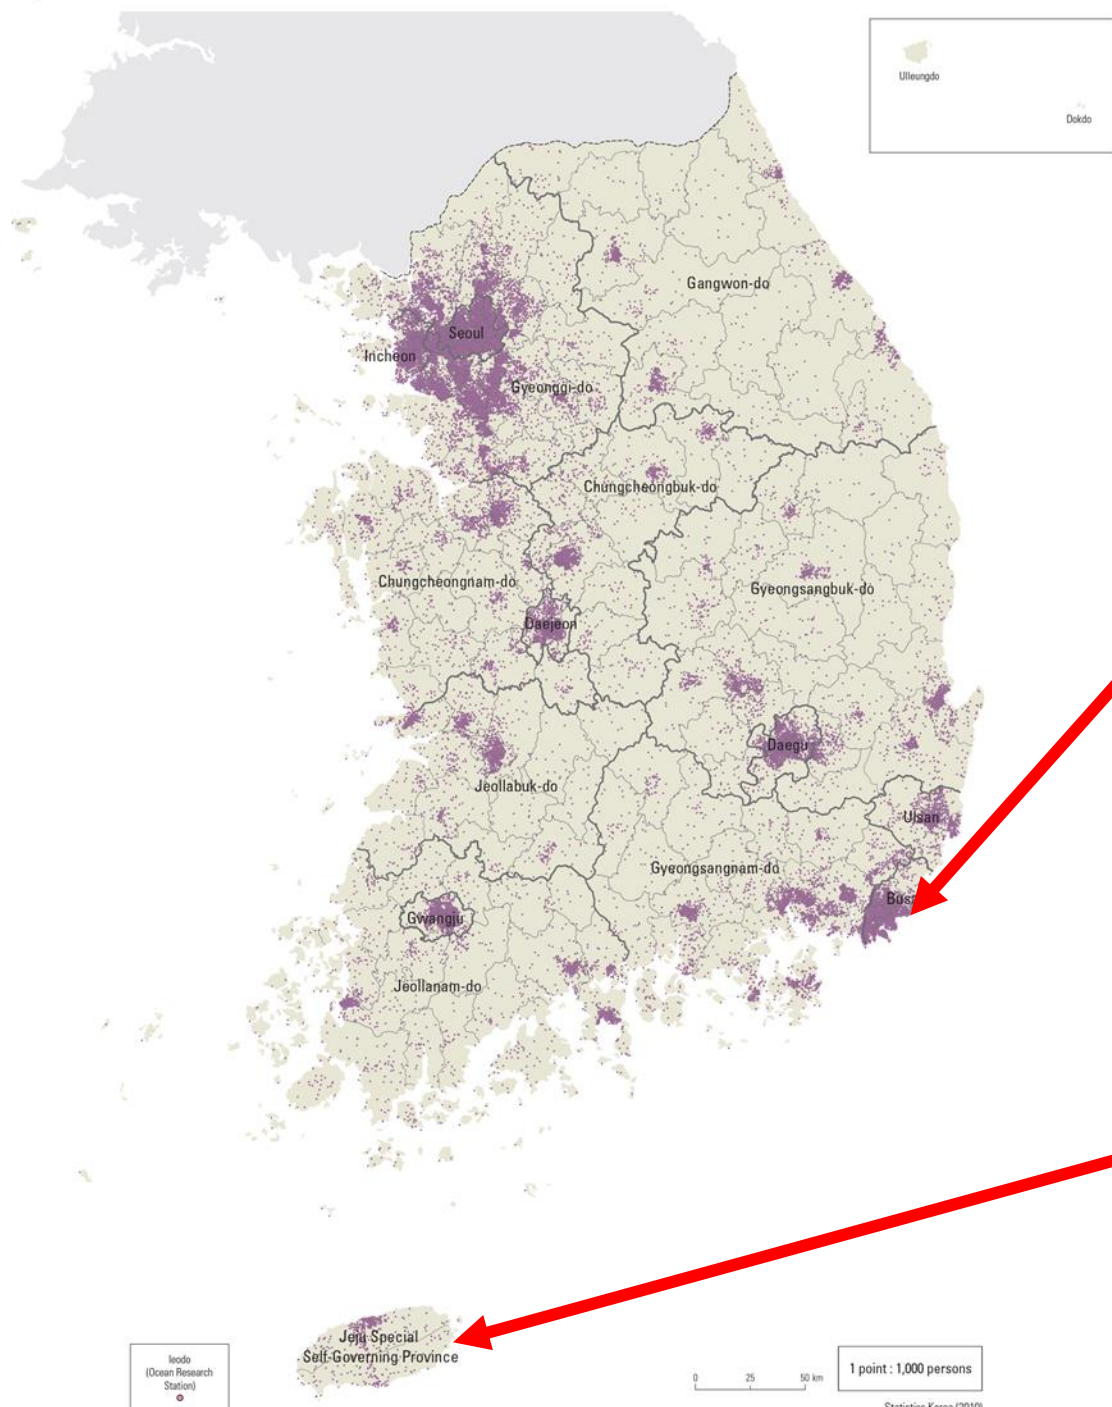 Ulleungdo
Dokdo
Gangwon-do
Seoul
Incheon
Gyeonggi-do
Chungcheongbuk-do
Chungcheongnam-do
Gyeongsangbuk-do
Daejeon
Daegu
Jeollabuk-do
Ulsan
Gyeongsangnam-do
Gwangju
Jeollanam-do
Jeju Special
Self-Governing Province
Ieodo
(Ocean Research
Station)
0 25 50 km
1 point : 1,000 persons